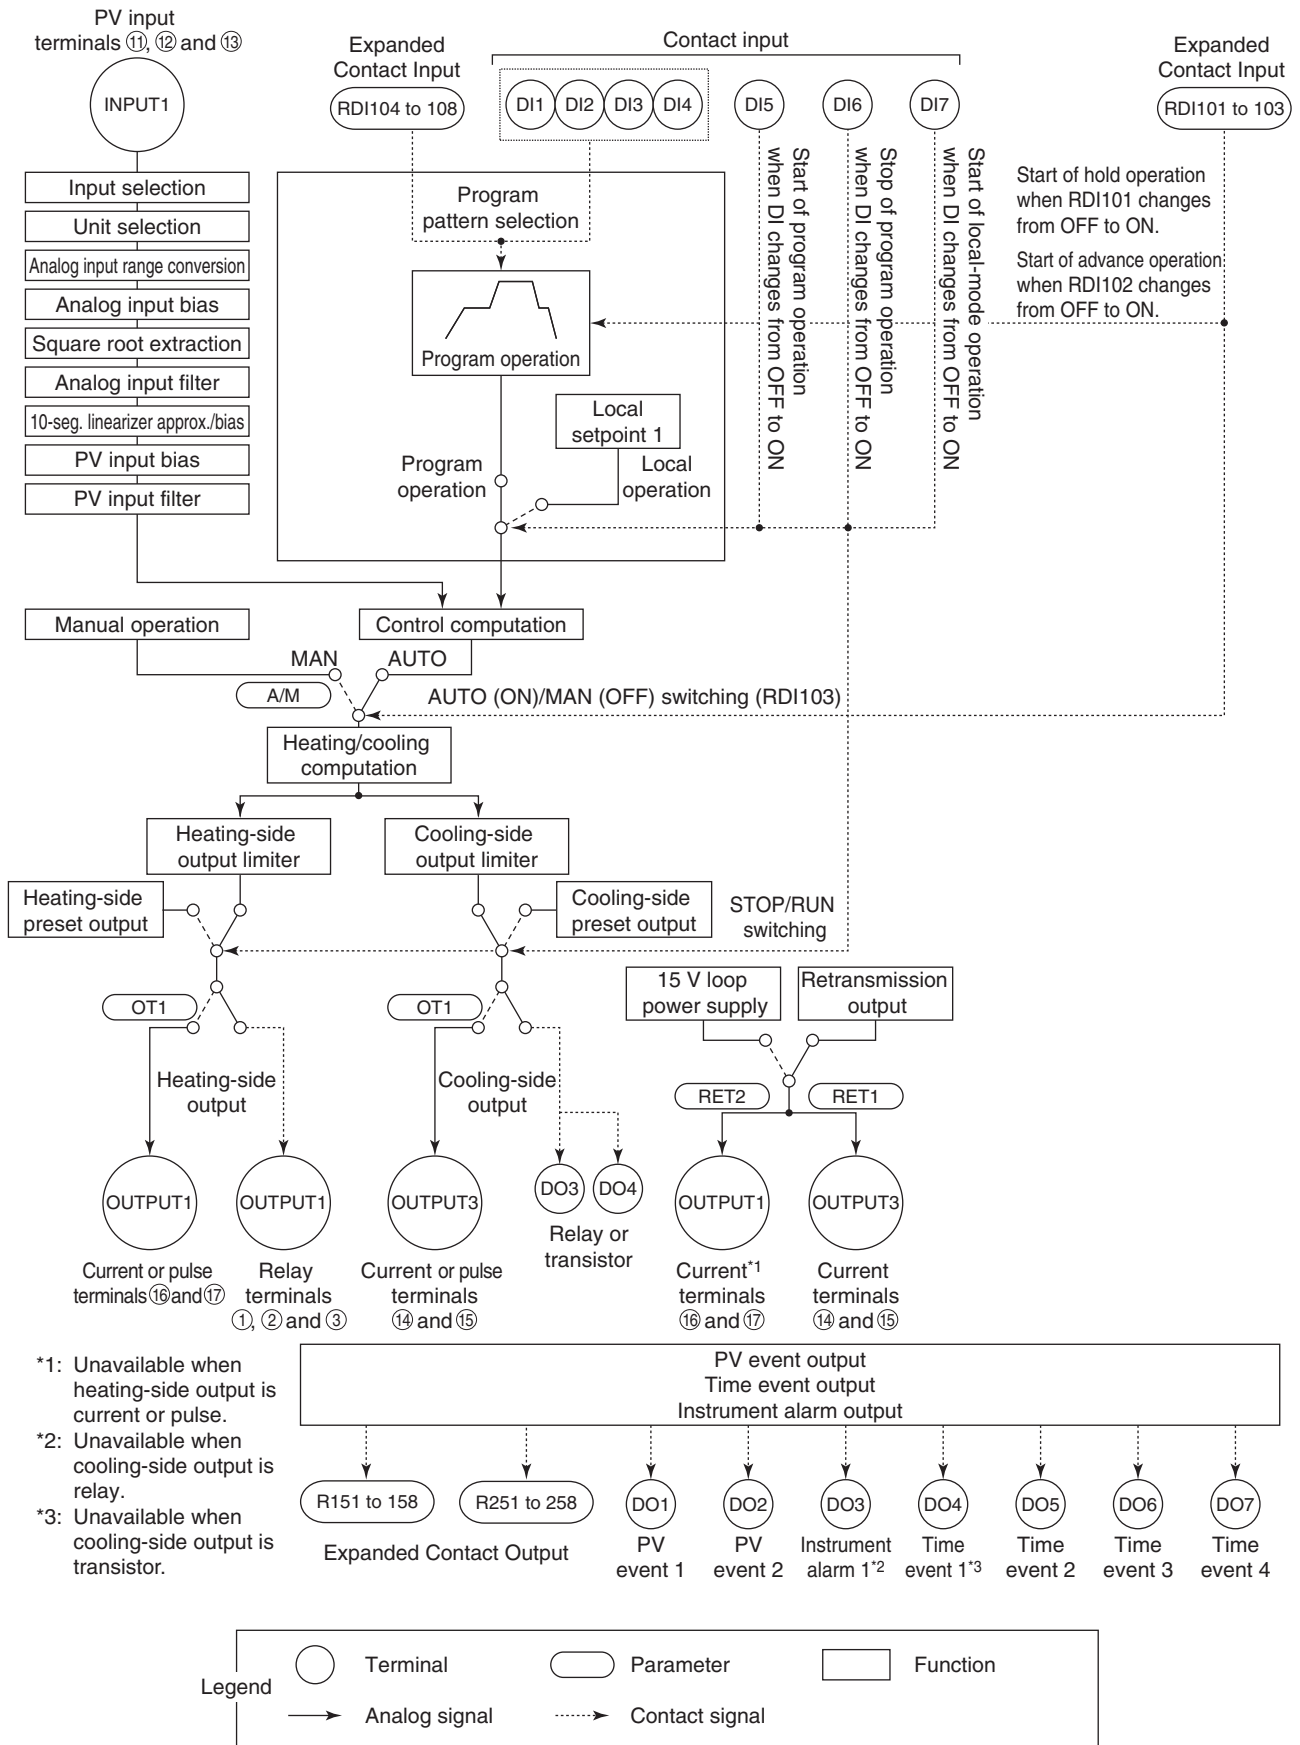 PV input
terminals ⑪, ⑫ and ⑬
INPUT1
Expanded
Contact Input
RDI104 to 108
Contact input
DI1
DI2
DI3
DI4
DI5
DI6
DI7
Expanded
Contact Input
RDI101 to 103
Input selection
Unit selection
Analog input range conversion
Analog input bias
Square root extraction
Analog input filter
10-seg. linearizer approx./bias
PV input bias
PV input filter
Program
pattern selection
Program operation
Local
setpoint 1
Program
operation
Local
operation
Start of program operation
when DI changes from OFF to ON
Stop of program operation
when DI changes from OFF to ON
Start of local-mode operation
when DI changes from OFF to ON
Start of hold operation
when RDI101 changes
from OFF to ON.
Start of advance operation
when RDI102 changes
from OFF to ON.
Manual operation
Control computation
MAN
AUTO
A/M
AUTO (ON)/MAN (OFF) switching (RDI103)
Heating/cooling
computation
Heating-side
output limiter
Cooling-side
output limiter
Heating-side
preset output
Cooling-side
preset output
STOP/RUN
switching
OT1
OT1
15 V loop
power supply
Retransmission
output
Heating-side
output
Cooling-side
output
RET2
RET1
OUTPUT1
OUTPUT1
OUTPUT3
DO3
DO4
OUTPUT1
OUTPUT3
Current or pulse
terminals ⑯ and ⑰
Relay
terminals
①, ② and ③
Current or pulse
terminals
⑭ and ⑮
Relay or
transistor
Current*1
terminals
⑯ and ⑰
Current
terminals
⑭ and ⑮
*1: Unavailable when
heating-side output is
current or pulse.
*2: Unavailable when
cooling-side output is
relay.
*3: Unavailable when
cooling-side output is
transistor.
PV event output
Time event output
Instrument alarm output
R151 to 158
R251 to 258
DO1
DO2
DO3
DO4
DO5
DO6
DO7
Expanded Contact Output
PV
event 1
PV
event 2
Instrument
alarm 1*2
Time
event 1*3
Time
event 2
Time
event 3
Time
event 4
Legend
Terminal
Parameter
Function
Analog signal
Contact signal